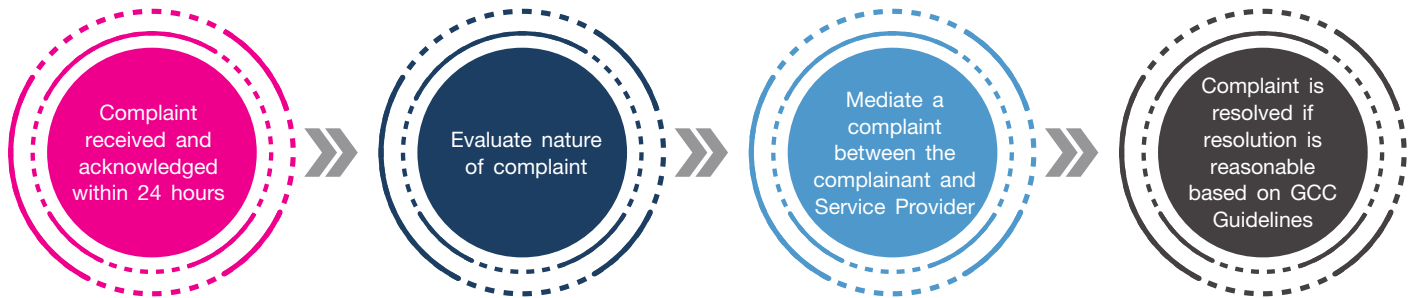 Complaint
received and
acknowledged
within 24 hours
Evaluate nature
of complaint
Mediate a
complaint
between the
complainant and
Service Provider
Complaint is
resolved if
resolution is
reasonable
based on GCC
Guidelines